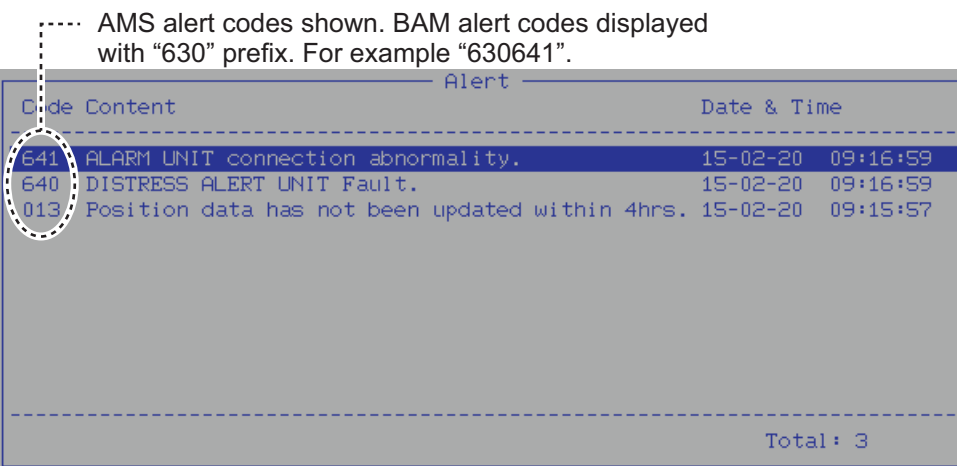 AMS alert codes shown. BAM alert codes displayed
with “630” prefix. For example “630641”.
Alert
Code Content Date & Time
641 ALARM UNIT connection abnormality. 15-02-20 09:16:59
640 DISTRESS ALERT UNIT Fault. 15-02-20 09:16:59
013 Position data has not been updated within 4hrs. 15-02-20 09:15:57
Total: 3